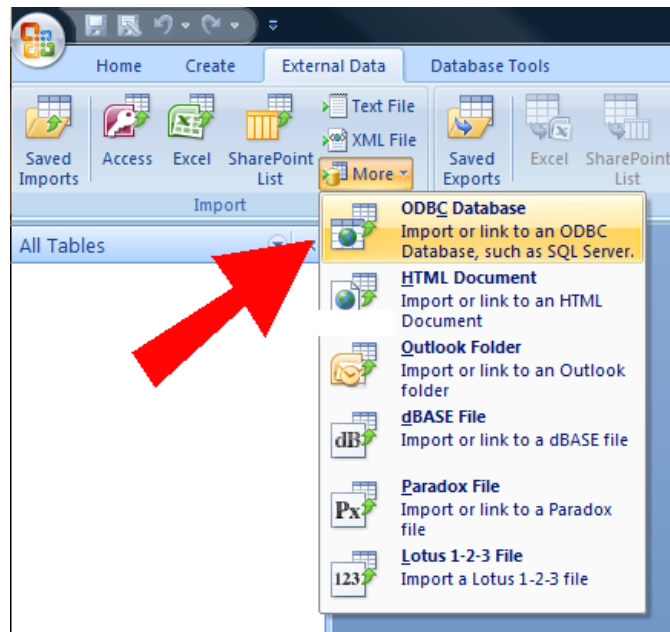 Home Create External Data Database Tools
Text File
XML File
More
Saved Imports
Access
Excel
SharePoint List
Saved Exports
Excel
SharePoint List
Import
All Tables
ODBC Database
Import or link to an ODBC
Database, such as SQL Server.
HTML Document
Import or link to an HTML
Document
Outlook Folder
Import or link to an Outlook
folder
dBASE File
Import or link to a dBASE file
Paradox File
Import or link to a Paradox
file
Lotus 1-2-3 File
Import a Lotus 1-2-3 file
dB
Px
123